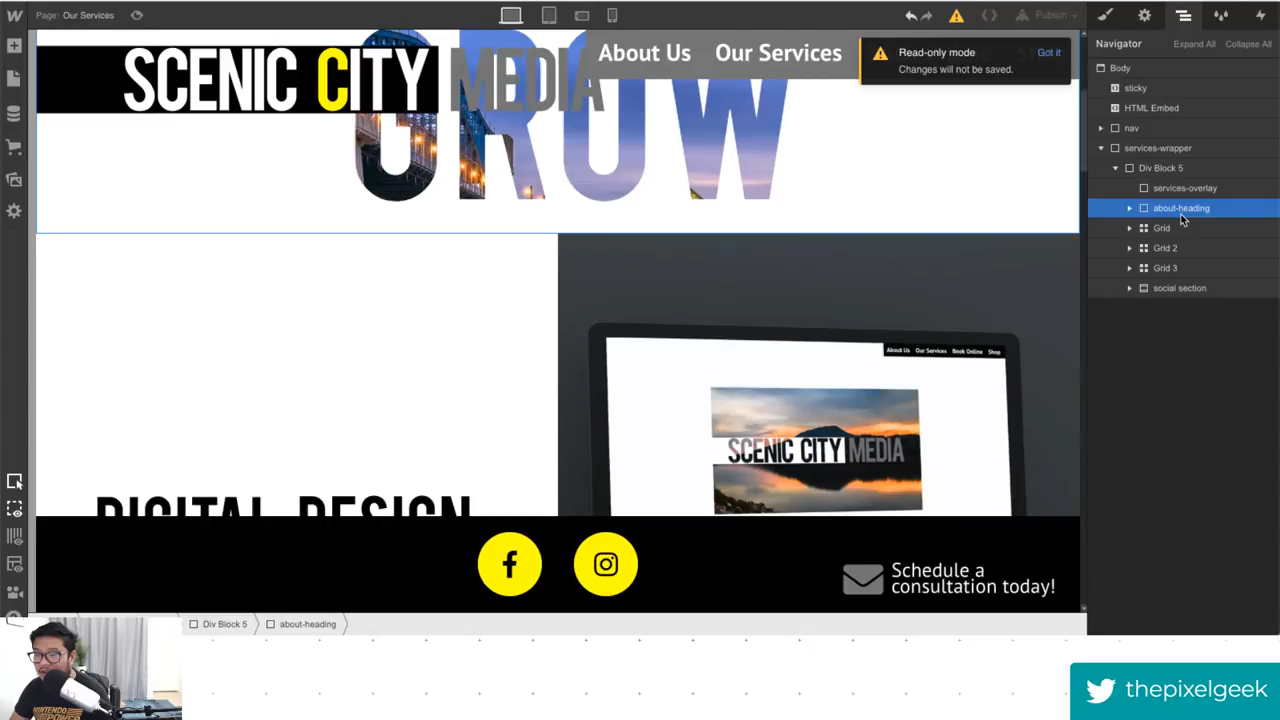 Page: Our Services
Publish
SCENIC CITY MEDIA
GROW
About Us
Our Services
Read-only mode
Got it
Changes will not be saved.
Navigator
Expand All
Collapse All
Body
sticky
HTML Embed
nav
services-wrapper
Div Block 5
services-overlay
about-heading
Grid
Grid 2
Grid 3
social section
About Us
Our Services
Book Online
Shop
SCENIC CITY MEDIA
DIGITAL DESIGN
Schedule a
consultation today!
Div Block 5
about-heading
NINTENDO
POWER
thepixelgeek